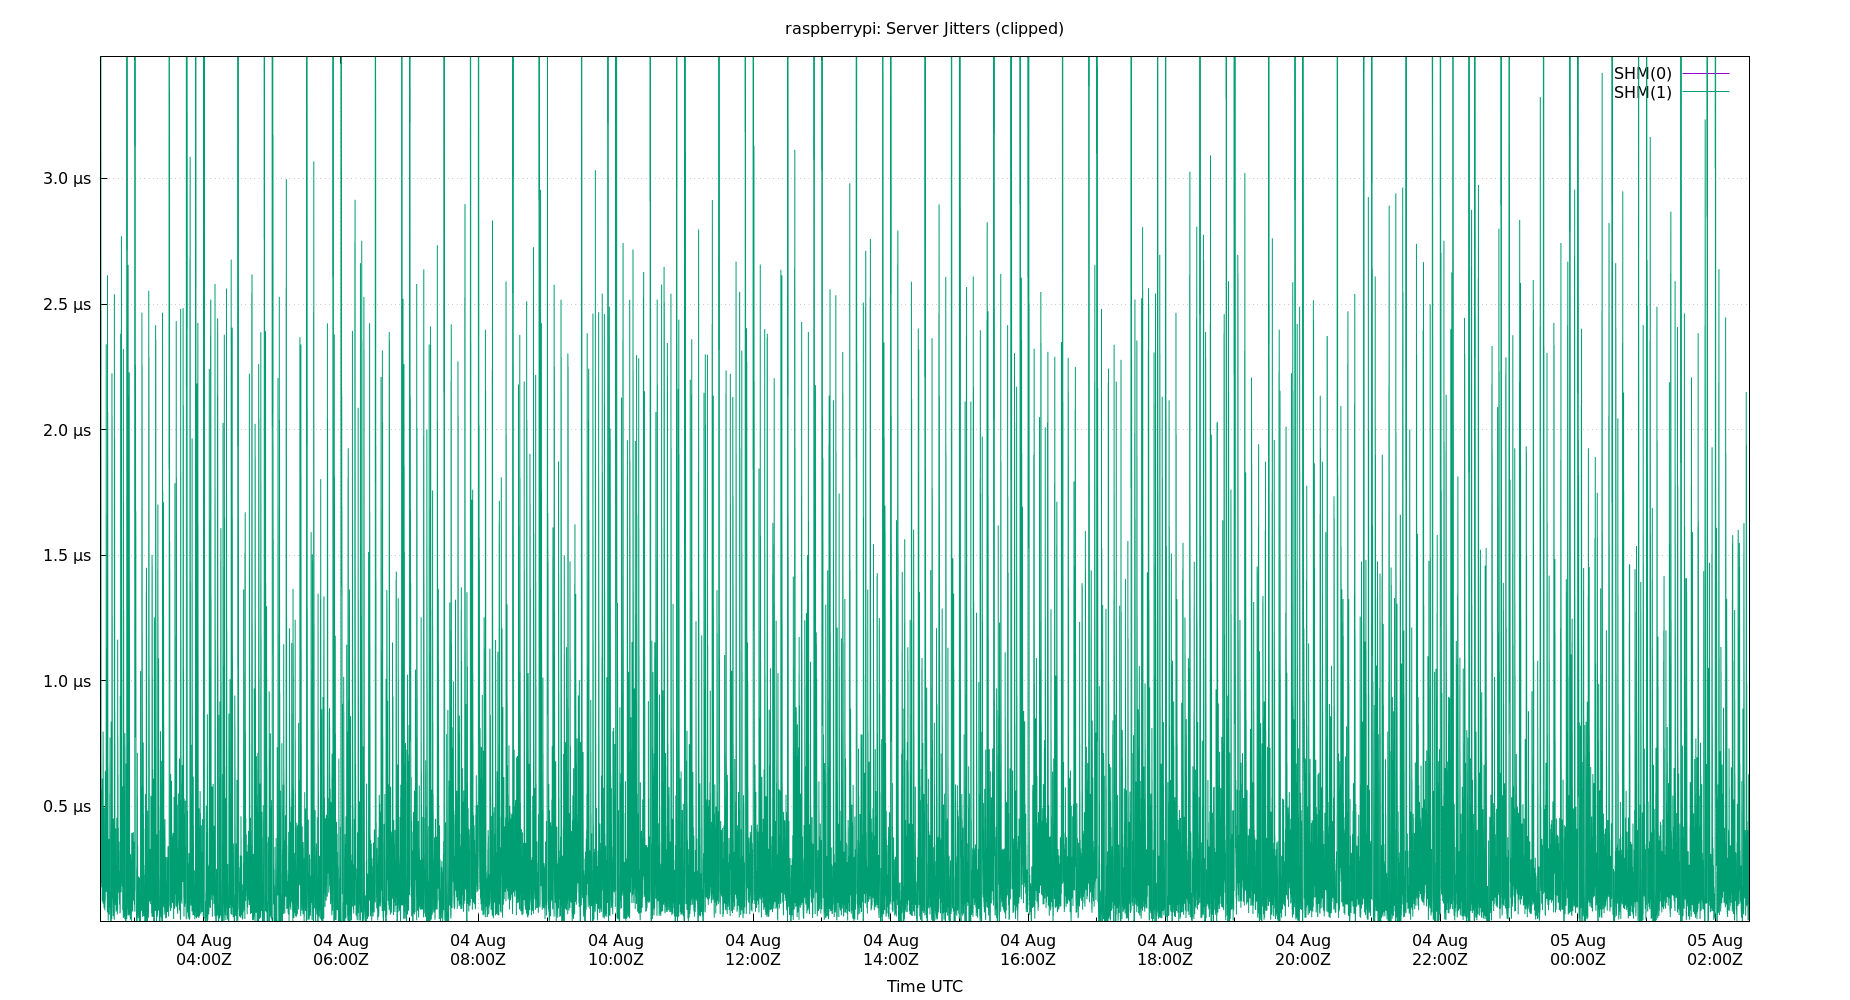 raspberrypi: Server Jitters (clipped)
SHM(0)
SHM(1)
3.0 µs
2.5 µs
2.0 µs
1.5 µs
1.0 µs
0.5 µs
04 Aug 04 Aug 04 Aug 04 Aug 04 Aug 04 Aug 04 Aug 04 Aug 04 Aug 04 Aug 05 Aug 05 Aug
04:00Z 06:00Z 08:00Z 10:00Z 12:00Z 14:00Z 16:00Z 18:00Z 20:00Z 22:00Z 00:00Z 02:00Z
Time UTC